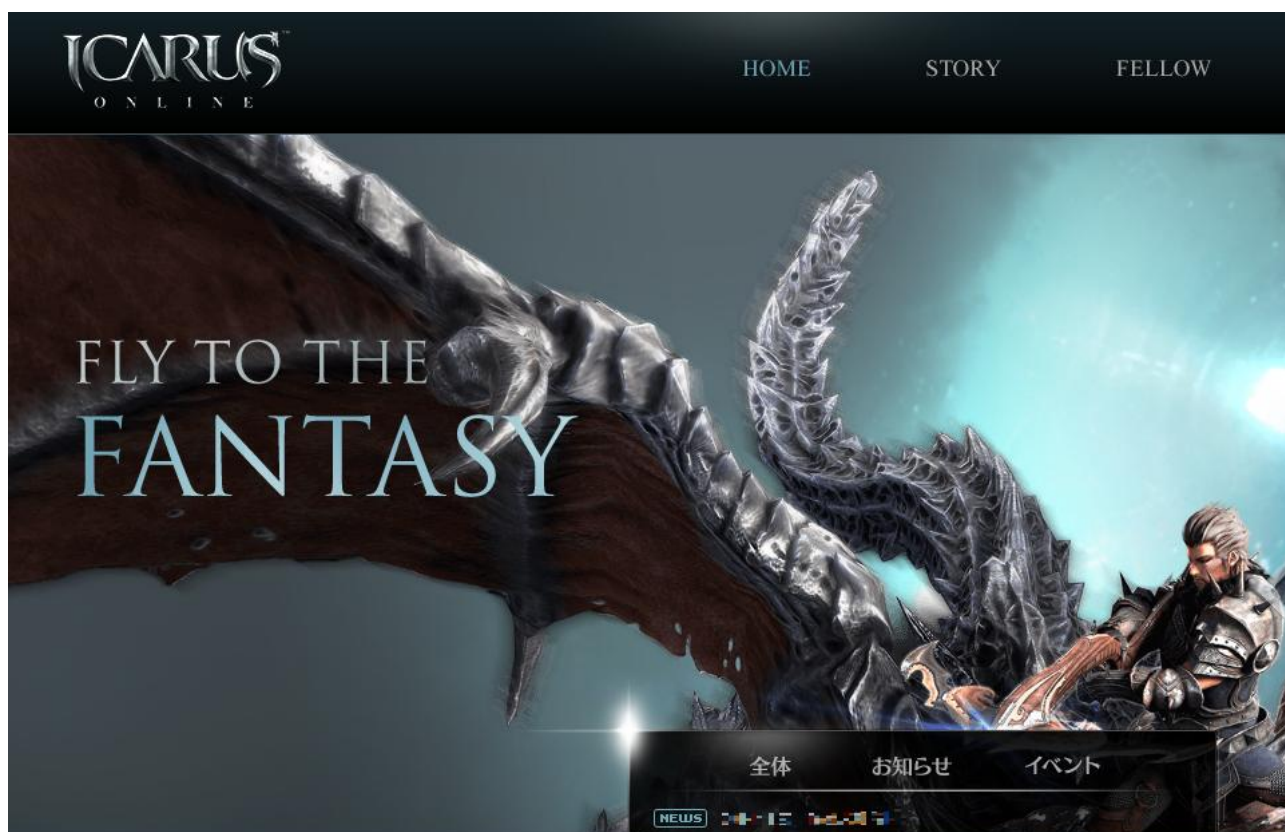 ICARUS™
ONLINE
HOME STORY FELLOW
FLY TO THE
FANTASY
全体 お知らせ イベント
NEWS